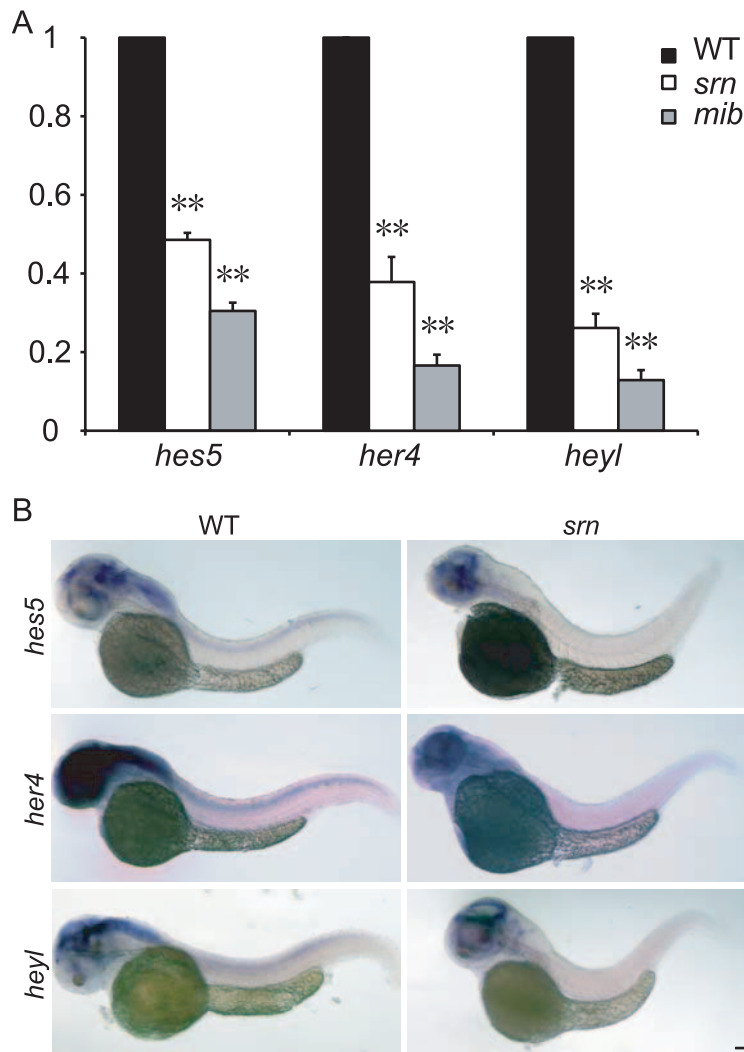 A
1
0.8
0.6
0.4
0.2
0
WT
srn
mib
** ** ** ** ** **
hes5 her4 heyl
B
WT srn
hes5
her4
heyl